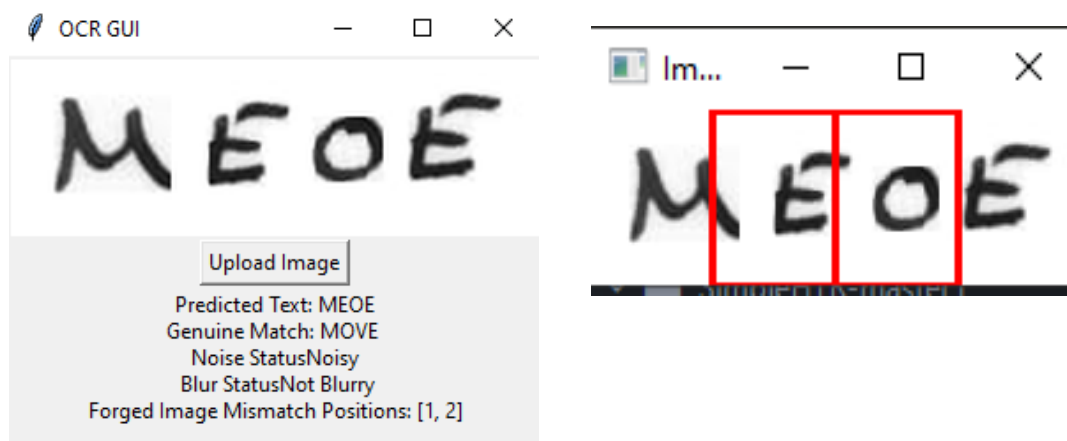 OCR GUI
MEOE
Upload Image
Predicted Text: MEOE
Genuine Match: MOVE
Noise StatusNoisy
Blur StatusNot Blurry
Forged Image Mismatch Positions: [1, 2]
Im...
MEOE